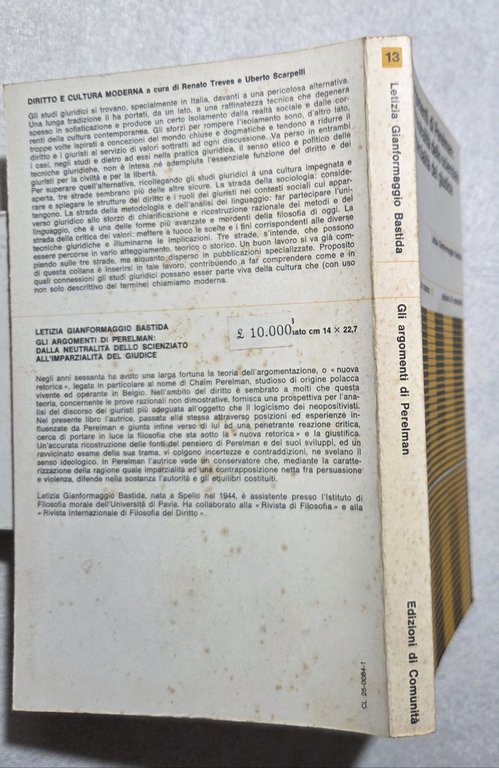 DIRITTO E CULTURA MODERNA a cura di Renato Treves e Uberto Scarpelli
Gli studi giuridici si trovano, specialmente in Italia, davanti a una pericolosa alternativa.
Una lunga tradizione li ha portati, da un lato, a una raffinatezza tecnica che degenera
spesso in sofisticazione e produce un certo isolamento dalla realtà sociale e dalle cor-
renti della cultura contemporanea. Gli sforzi per rompere l'isolamento sono, d'altro lato,
troppe volte ispirati a concezioni del mondo chiuse e dogmatiche e tendono a ridurre il
diritto e i giuristi al servizio di valori sottratti ad ogni discussione. Va perso in entrambi
i casi, negli studi e dietro ad essi nella pratica giuridica, il senso etico e politico delle
tecniche giuridiche, non è intesa né adempiuta l'essenziale funzione del diritto e dei
giuristi per la civiltà e per la libertà.
Per superare quell'alternativa, ricollegando gli studi giuridici a una cultura impegnata e
aperta, tre strade sembrano più delle altre sicure. La strada della sociologia: conside-
rare e spiegare le strutture del diritto e i ruoli dei giuristi nei contesti sociali cui appar-
tengono. La strada della metodologia e dell'analisi del linguaggio: far partecipare l'uni-
verso giuridico allo sforzo di chiarificazione e ricostruzione razionale dei metodi e del
linguaggio, che è una delle forme più avanzate e mordenti della filosofia di oggi. La
strada della critica dei valori: mettere a fuoco le scelte e i fini corrispondenti alle diverse
tecniche giuridiche e illuminarne le implicazioni. Tre strade, s'intende, che possono
essere percorse in vario atteggiamento, teorico o storico. Un buon lavoro si va già com-
piendo sulle tre strade, ma alquanto disperso in pubblicazioni specializzate. Proposito
di questa collana è inserirsi in tale lavoro, contribuendo a far comprendere come e in
quali connessioni gli studi giuridici possano esser parte viva della cultura che (con uso
non solo descrittivo del termine) chiamiamo moderna.
LETIZIA GIANFORMAGGIO BASTIDA
GLI ARGOMENTI DI PERELMAN:
DALLA NEUTRALITÀ DELLO SCIENZIATO
ALL'IMPARZIALITÀ DEL GIUDICE
£ 10.000
iato cm 14 × 22,7
Negli anni sessanta ha avuto una larga fortuna la teoria dell'argomentazione, o « nuova
retorica », legata in particolare al nome di Chaïm Perelman, studioso di origine polacca
vivente ed operante in Belgio. Nell'ambito del diritto è sembrato a molti che questa
teoria, concernente le prove razionali non dimostrative, fornisca una prospettiva per l'ana-
lisi del discorso dei giuristi più adeguata all'oggetto che il logicismo dei neopositivisti.
Nel presente libro l'autrice, passata ella stessa attraverso posizioni ed esperienze in-
fluenzate da Perelman e giunta infine verso di lui ad una penetrante reazione critica,
cerca di portare in luce la filosofia che sta sotto la « nuova retorica » e la giustifica.
Un'accurata ricostruzione delle fonti del pensiero di Perelman e dei suoi sviluppi, ed un
ravvicinato esame della sua trama, vi colgono incertezze e contraddizioni, ne svelano il
senso ideologico. In Perelman l'autrice vede un conservatore che, mediante la caratte-
rizzazione della ragione quale imparzialità ed una contrapposizione netta fra persuasione
e violenza, difende nella sostanza l'autorità e gli equilibri costituiti.
Letizia Gianformaggio Bastida, nata a Spello nel 1944, è assistente presso l'Istituto di
Filosofia morale dell'Università di Pavia. Ha collaborato alla « Rivista di Filosofia » e alla
« Rivista Internazionale di Filosofia del Diritto ».
CL 25-0084-1
13
Letizia Gianformaggio Bastida
Gli argomenti di Perelman
Edizioni di Comunità